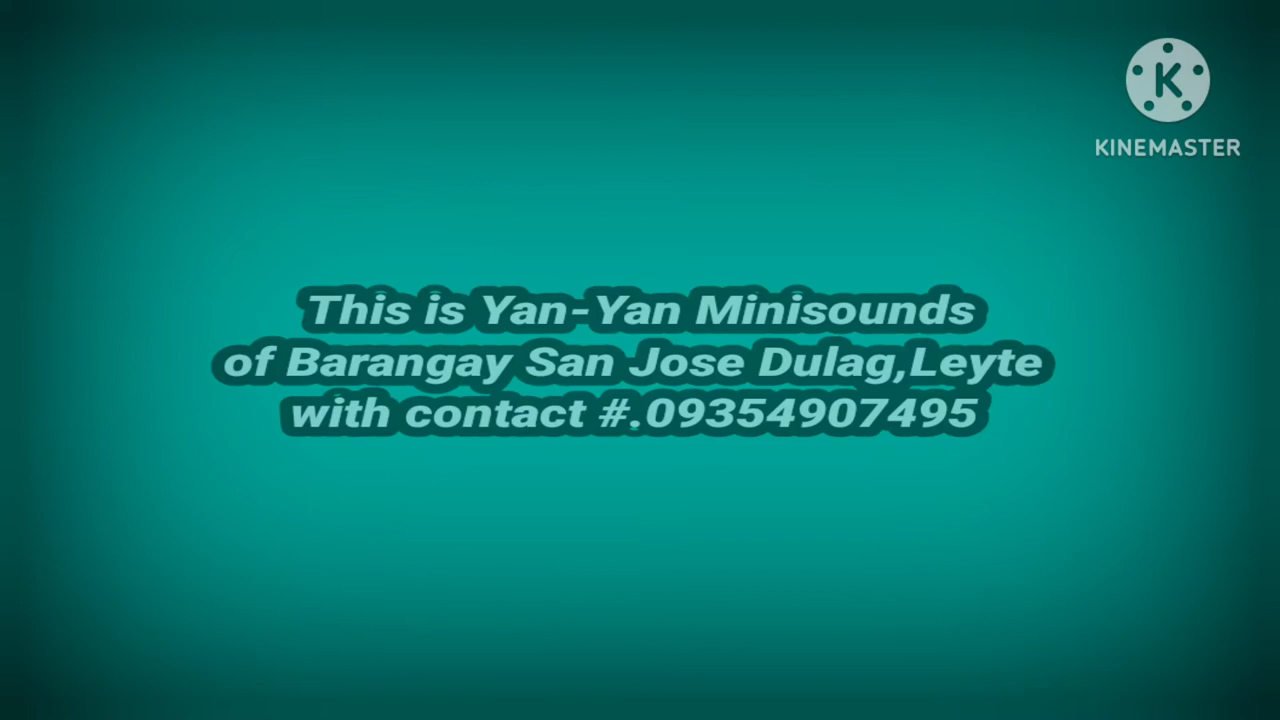 K
KINEMASTER
This is Yan-Yan Minisounds
of Barangay San Jose Dulag,Leyte
with contact #.09354907495